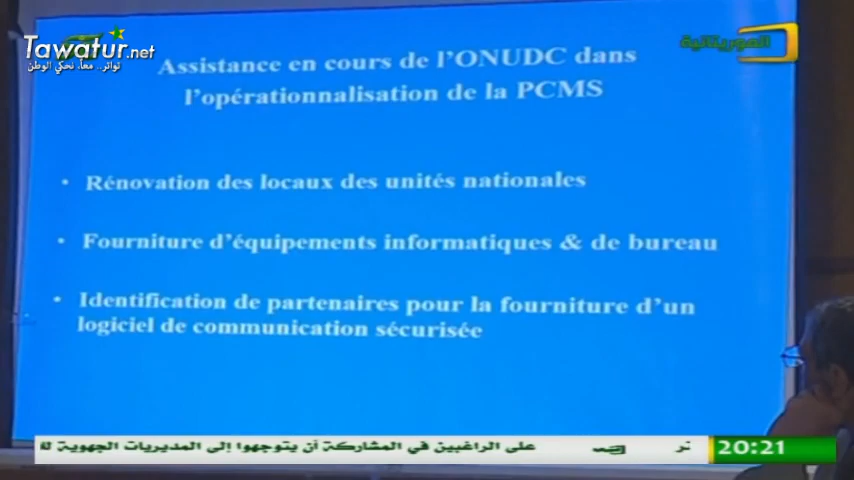 Tawatur.net
تواتر.. معاً، نحكي الوطن
الموريتانية
Assistance en cours de l'ONUDC dans
l'opérationnalisation de la PCMS
• Rénovation des locaux des unités nationales
• Fourniture d'équipements informatiques & de bureau
• Identification de partenaires pour la fourniture d'un
logiciel de communication sécurisée
على الراغبين في المشاركة أن يتوجهوا إلى المديريات الجهوية
20:21